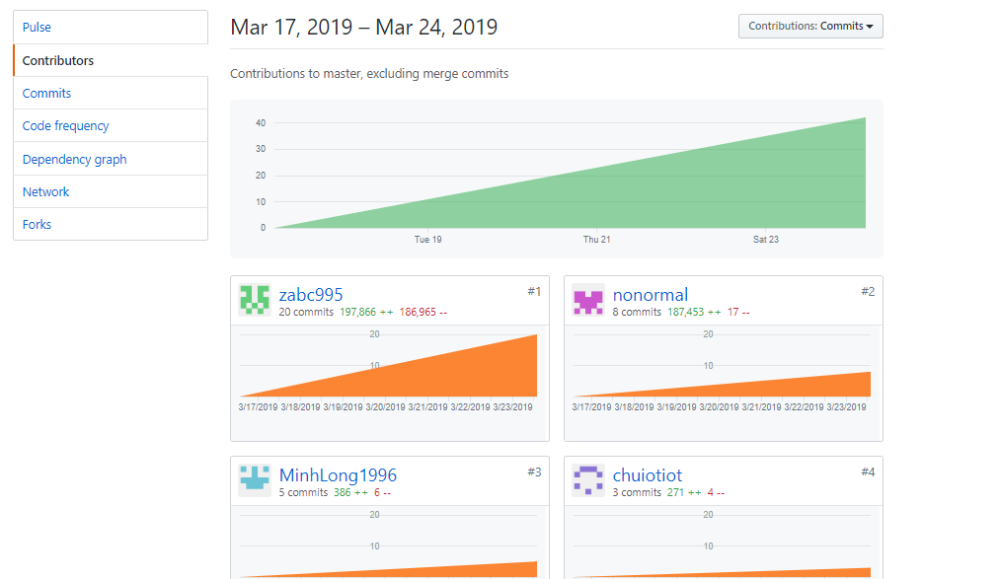 Pulse
Contributors
Commits
Code frequency
Dependency graph
Network
Forks
Mar 17, 2019 – Mar 24, 2019
Contributions: Commits
Contributions to master, excluding merge commits
40
30
20
10
0
Tue 19 Thu 21 Sat 23
zabc995 #1
20 commits 197,866 ++ 186,965 --
20
10
3/17/2019 3/18/2019 3/19/2019 3/20/2019 3/21/2019 3/22/2019 3/23/2019
nonormal #2
8 commits 187,453 ++ 17 --
20
10
3/17/2019 3/18/2019 3/19/2019 3/20/2019 3/21/2019 3/22/2019 3/23/2019
MinhLong1996 #3
5 commits 386 ++ 6 --
20
10
chuiotiot #4
3 commits 271 ++ 4 --
20
10